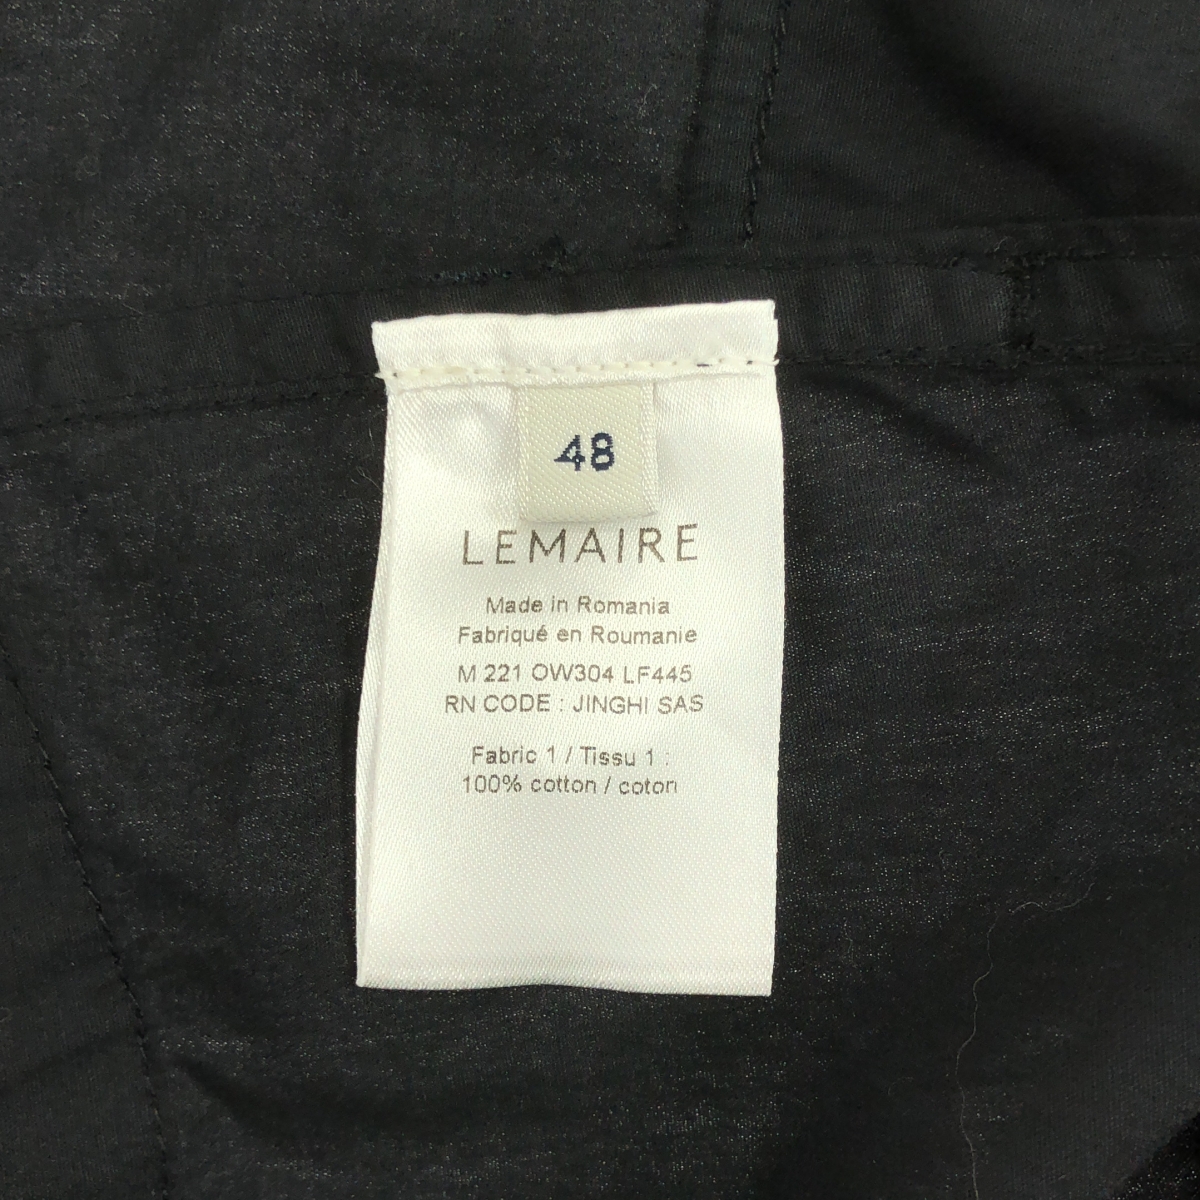 48
LEMAIRE
Made in Romania
Fabriqué en Roumanie
M 221 OW304 LF445
RN CODE : JINGHI SAS
Fabric 1 / Tissu 1 :
100% cotton / coton